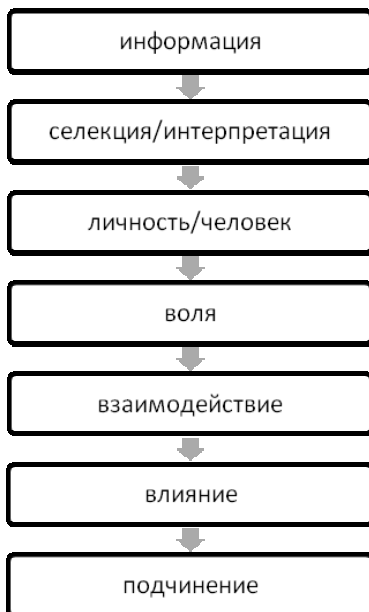 информация
селекция/интерпретация
личность/человек
воля
взаимодействие
влияние
подчинение